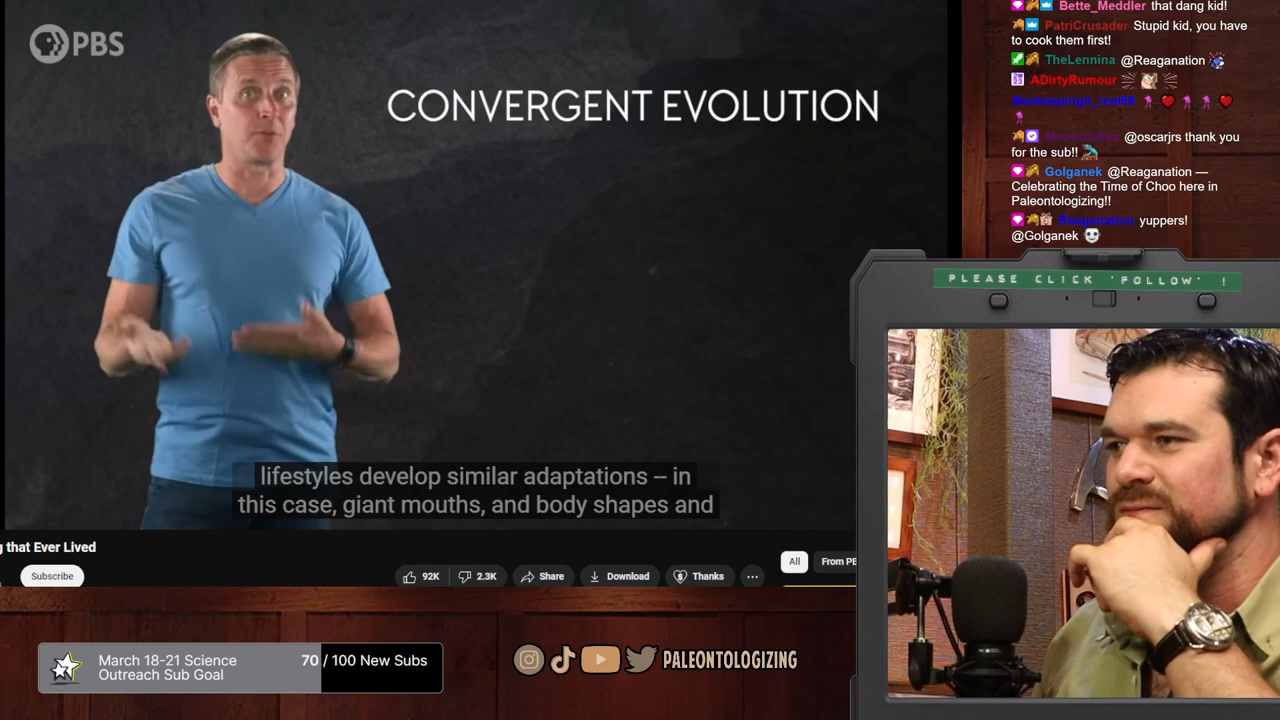 PBS
CONVERGENT EVOLUTION
lifestyles develop similar adaptations – in
this case, giant mouths, and body shapes and
g that Ever Lived
Subscribe
92K
2.3K
Share
Download
Thanks
All
From PB
March 18-21 Science
Outreach Sub Goal
70 / 100 New Subs
PALEONTOLOGIZING
Bette_Meddler that dang kid!
PatriCrusader Stupid kid, you have
to cook them first!
TheLennina @Reaganation
ADirtyRumour
@oscarjrs thank you
for the sub!!
Golganek @Reaganation —
Celebrating the Time of Choo here in
Paleontologizing!!
Reaganation yuppers!
@Golganek
PLEASE CLICK 'FOLLOW' !